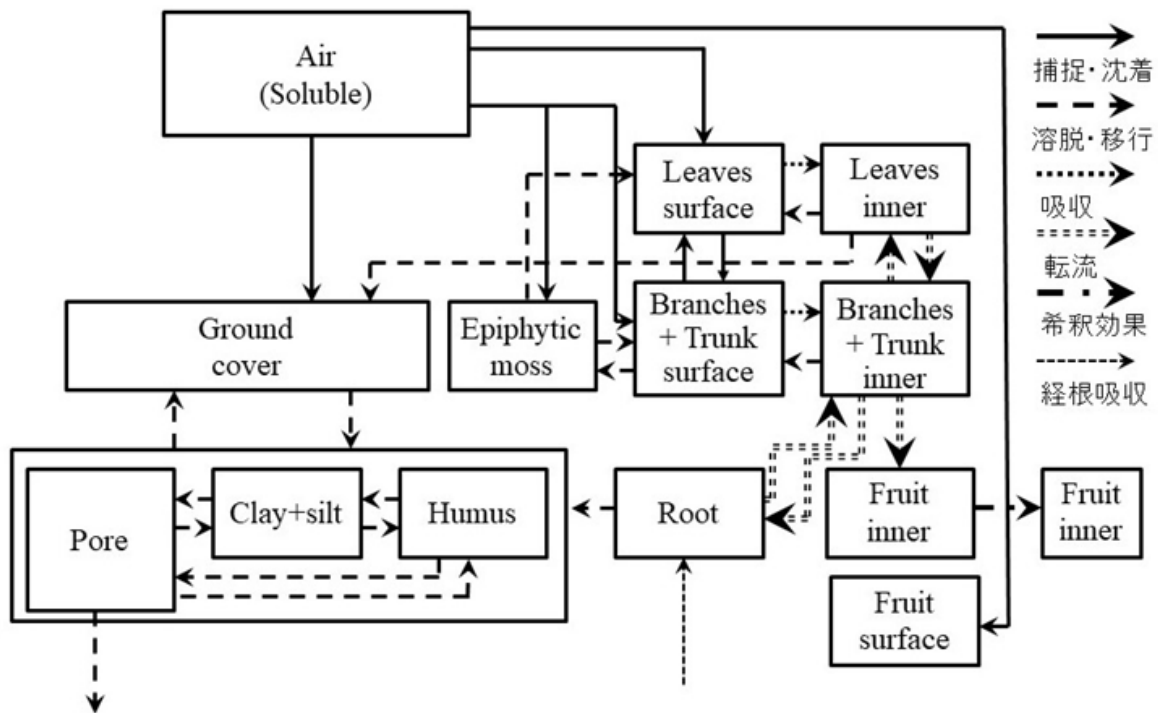 Air
(Soluble)
Leaves
surface
Leaves
inner
Ground
cover
Epiphytic
moss
Branches
+ Trunk
surface
Branches
+ Trunk
inner
Pore
Clay+silt
Humus
Root
Fruit
inner
Fruit
inner
Fruit
surface
捕捉・沈着
溶脱・移行
吸収
転流
希釈効果
経根吸収